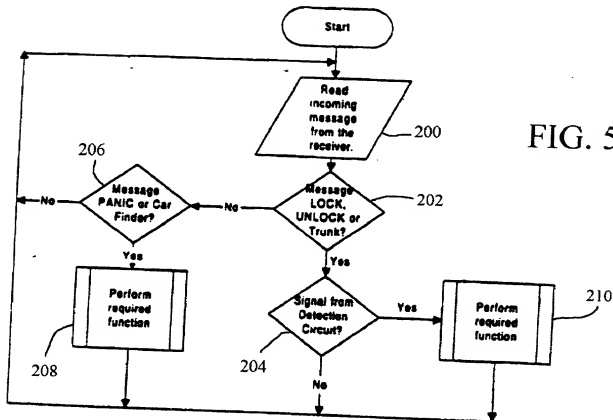 Start
Read
incoming
message
from the
receiver.
200
FIG. 5
206
Message
PANIC or Car
Finder?
No
Message
LOCK,
UNLOCK or
Trunk?
202
Yes
Yes
Perform
required
function
208
Signal from
Detection
Circuit?
204
Yes
Perform
required
function
210
No
No